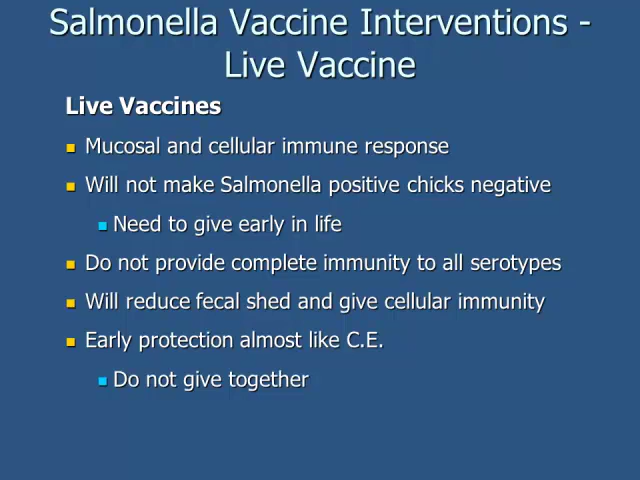 Salmonella Vaccine Interventions -
Live Vaccine
Live Vaccines
Mucosal and cellular immune response
Will not make Salmonella positive chicks negative
Need to give early in life
Do not provide complete immunity to all serotypes
Will reduce fecal shed and give cellular immunity
Early protection almost like C.E.
Do not give together